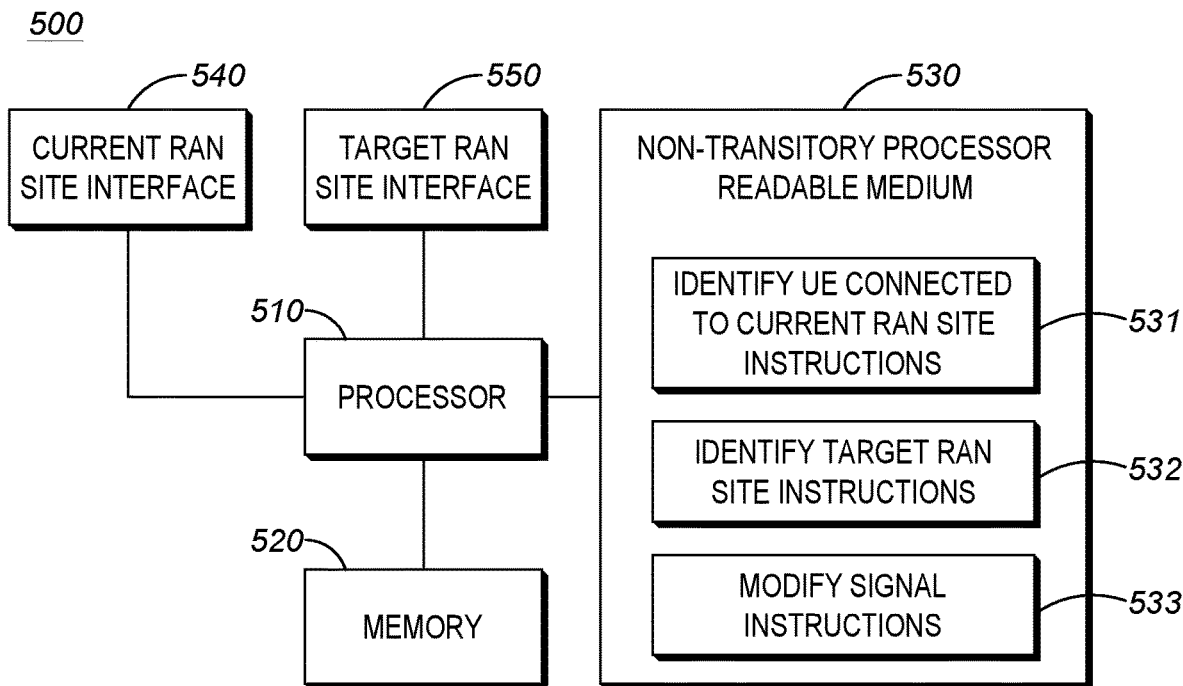 500
540
550
530
CURRENT RAN
SITE INTERFACE
TARGET RAN
SITE INTERFACE
NON-TRANSITORY PROCESSOR
READABLE MEDIUM
510
PROCESSOR
520
MEMORY
IDENTIFY UE CONNECTED
TO CURRENT RAN SITE
INSTRUCTIONS
531
IDENTIFY TARGET RAN
SITE INSTRUCTIONS
532
MODIFY SIGNAL
INSTRUCTIONS
533